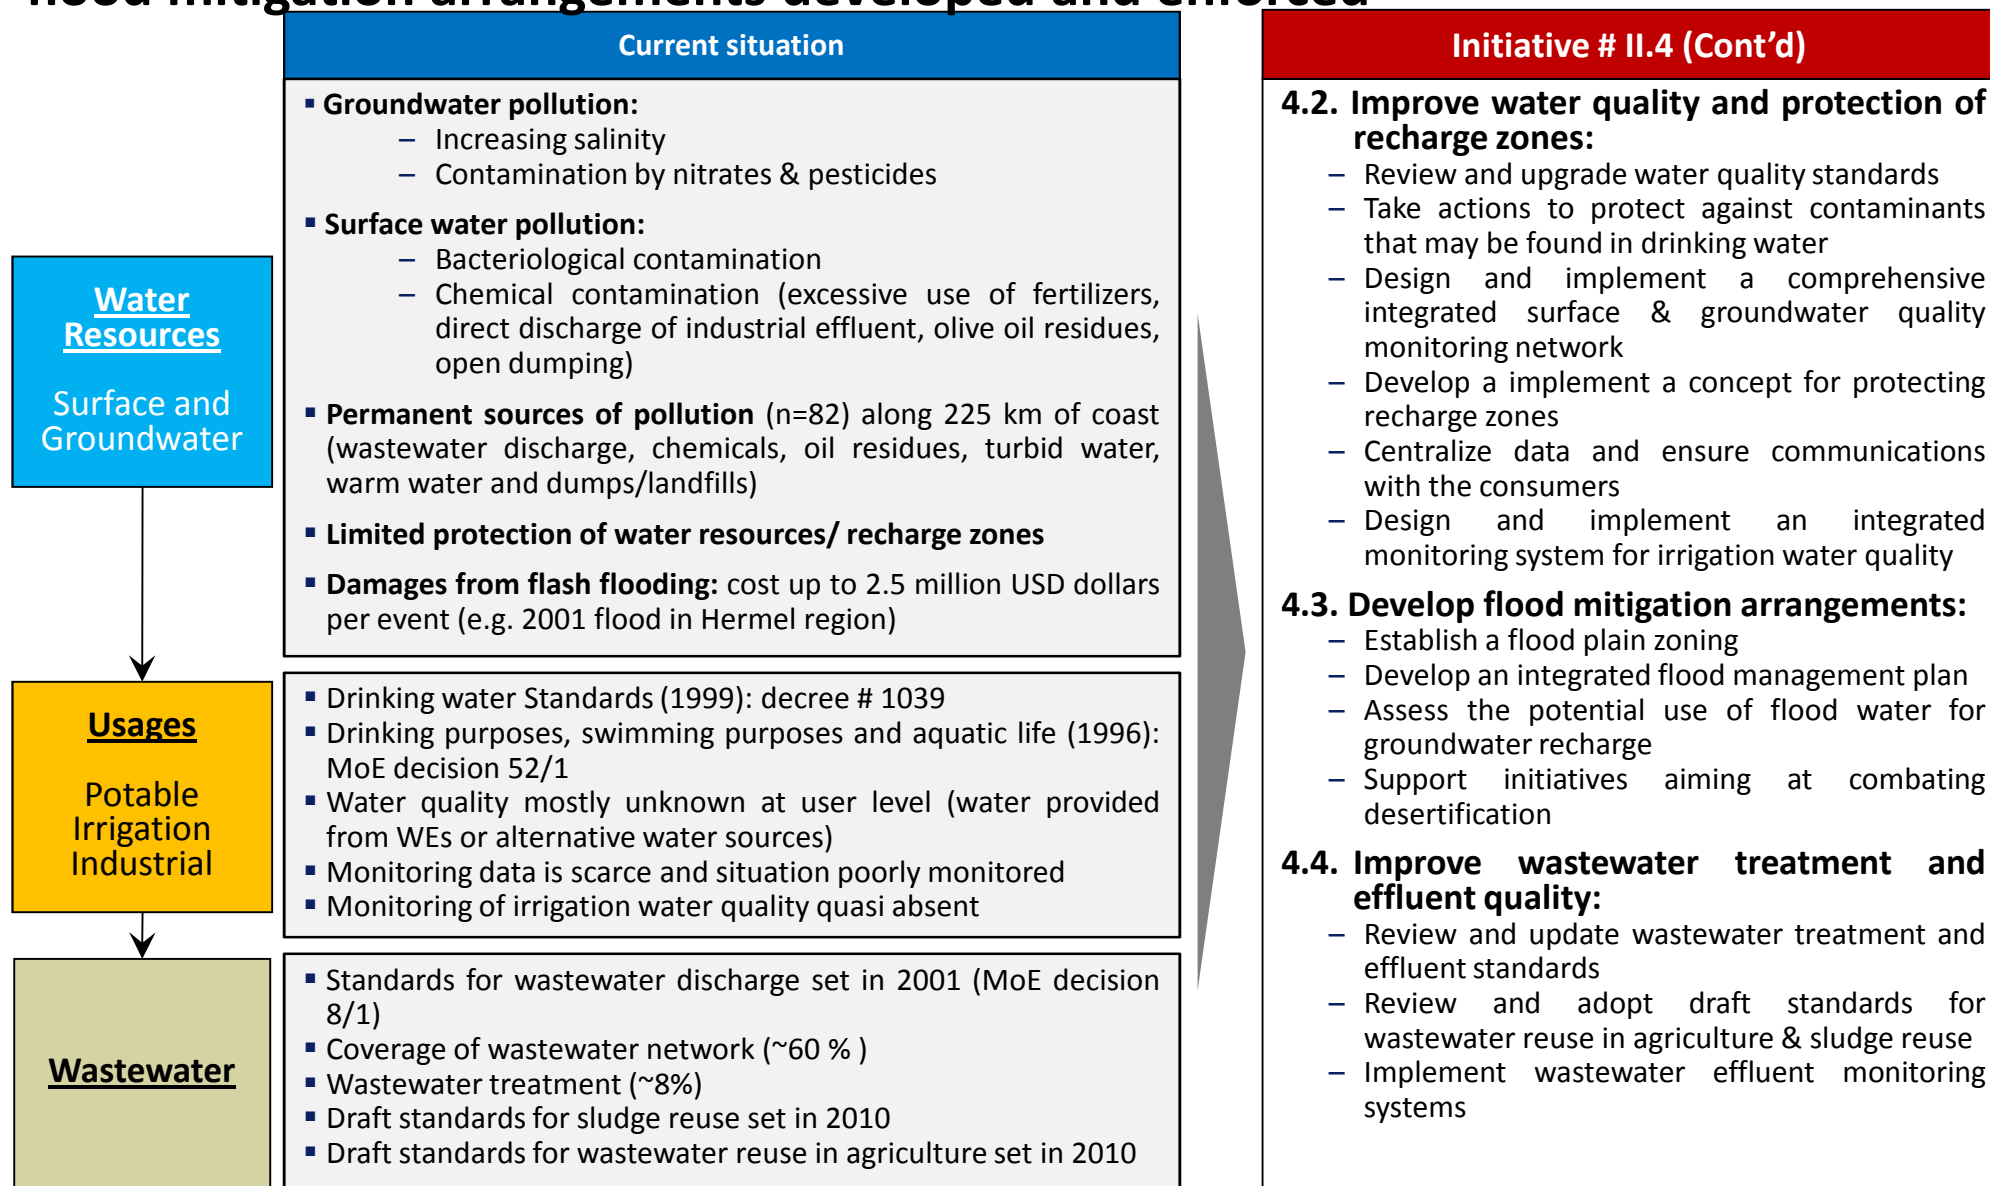 flood mitigation arrangements developed and enforced
Current situation
Initiative # II.4 (Cont’d)
Water
Resources
Surface and
Groundwater
▪ Groundwater pollution:
– Increasing salinity
– Contamination by nitrates & pesticides
▪ Surface water pollution:
– Bacteriological contamination
– Chemical contamination (excessive use of fertilizers,
direct discharge of industrial effluent, olive oil residues,
open dumping)
▪ Permanent sources of pollution (n=82) along 225 km of coast
(wastewater discharge, chemicals, oil residues, turbid water,
warm water and dumps/landfills)
▪ Limited protection of water resources/ recharge zones
▪ Damages from flash flooding: cost up to 2.5 million USD dollars
per event (e.g. 2001 flood in Hermel region)
Usages
Potable
Irrigation
Industrial
▪ Drinking water Standards (1999): decree # 1039
▪ Drinking purposes, swimming purposes and aquatic life (1996):
MoE decision 52/1
▪ Water quality mostly unknown at user level (water provided
from WEs or alternative water sources)
▪ Monitoring data is scarce and situation poorly monitored
▪ Monitoring of irrigation water quality quasi absent
Wastewater
▪ Standards for wastewater discharge set in 2001 (MoE decision
8/1)
▪ Coverage of wastewater network (~60 % )
▪ Wastewater treatment (~8%)
▪ Draft standards for sludge reuse set in 2010
▪ Draft standards for wastewater reuse in agriculture set in 2010
4.2. Improve water quality and protection of
recharge zones:
– Review and upgrade water quality standards
– Take actions to protect against contaminants
that may be found in drinking water
– Design and implement a comprehensive
integrated surface & groundwater quality
monitoring network
– Develop a implement a concept for protecting
recharge zones
– Centralize data and ensure communications
with the consumers
– Design and implement an integrated
monitoring system for irrigation water quality
4.3. Develop flood mitigation arrangements:
– Establish a flood plain zoning
– Develop an integrated flood management plan
– Assess the potential use of flood water for
groundwater recharge
– Support initiatives aiming at combating
desertification
4.4. Improve wastewater treatment and
effluent quality:
– Review and update wastewater treatment and
effluent standards
– Review and adopt draft standards for
wastewater reuse in agriculture & sludge reuse
– Implement wastewater effluent monitoring
systems